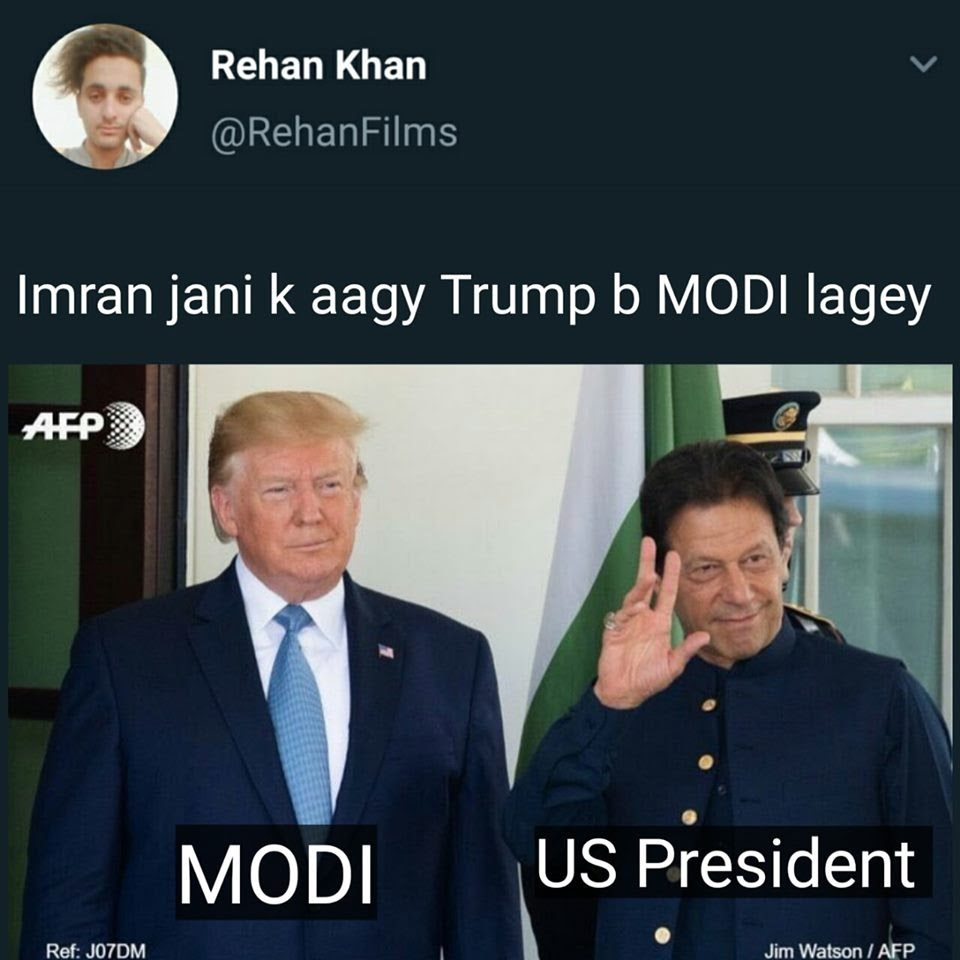 Rehan Khan
@RehanFilms
Imran jani k aagy Trump b MODI lagey
AFP
MODI
US President
Ref: J07DM
Jim Watson / AFP